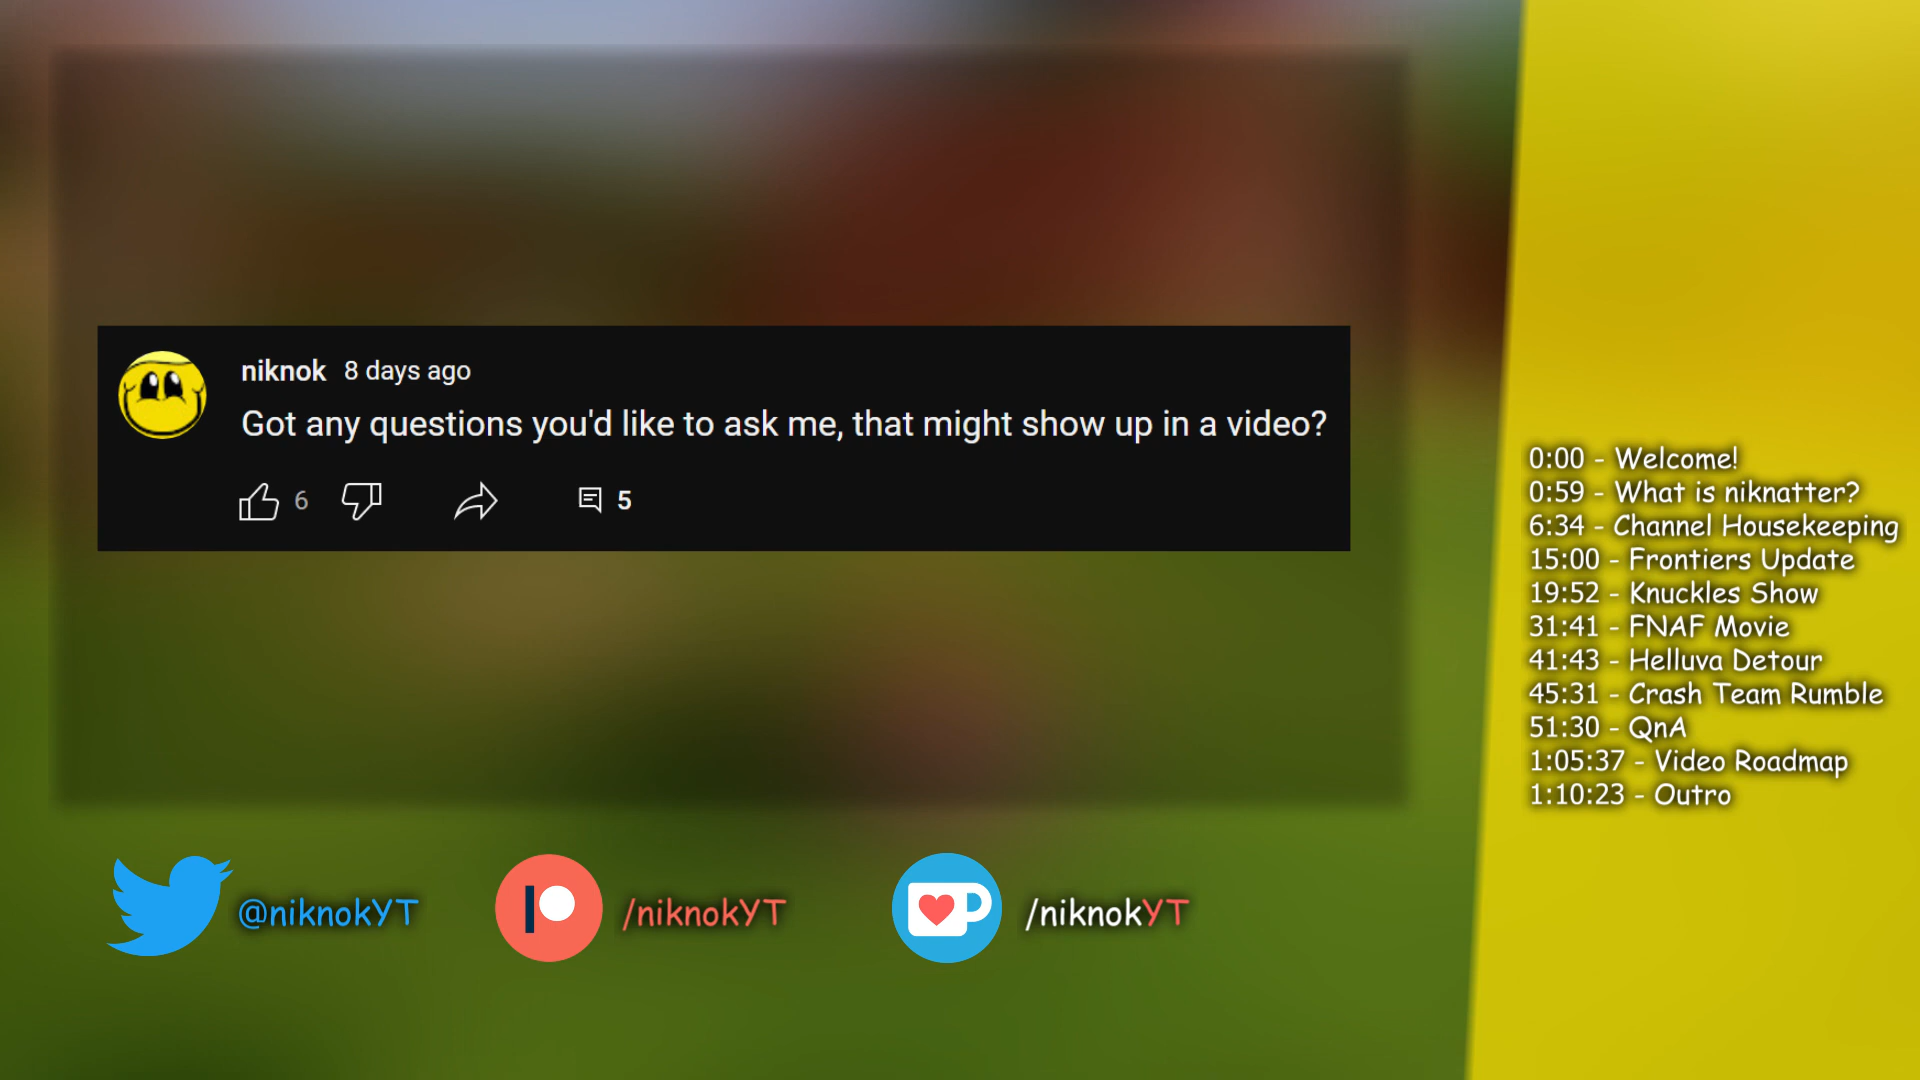 niknok 8 days ago
Got any questions you'd like to ask me, that might show up in a video?
6 5
0:00 - Welcome!
0:59 - What is niknatter?
6:34 - Channel Housekeeping
15:00 - Frontiers Update
19:52 - Knuckles Show
31:41 - FNAF Movie
41:43 - Helluva Detour
45:31 - Crash Team Rumble
51:30 - QnA
1:05:37 - Video Roadmap
1:10:23 - Outro
@niknokYT /niknokYT /niknokYT